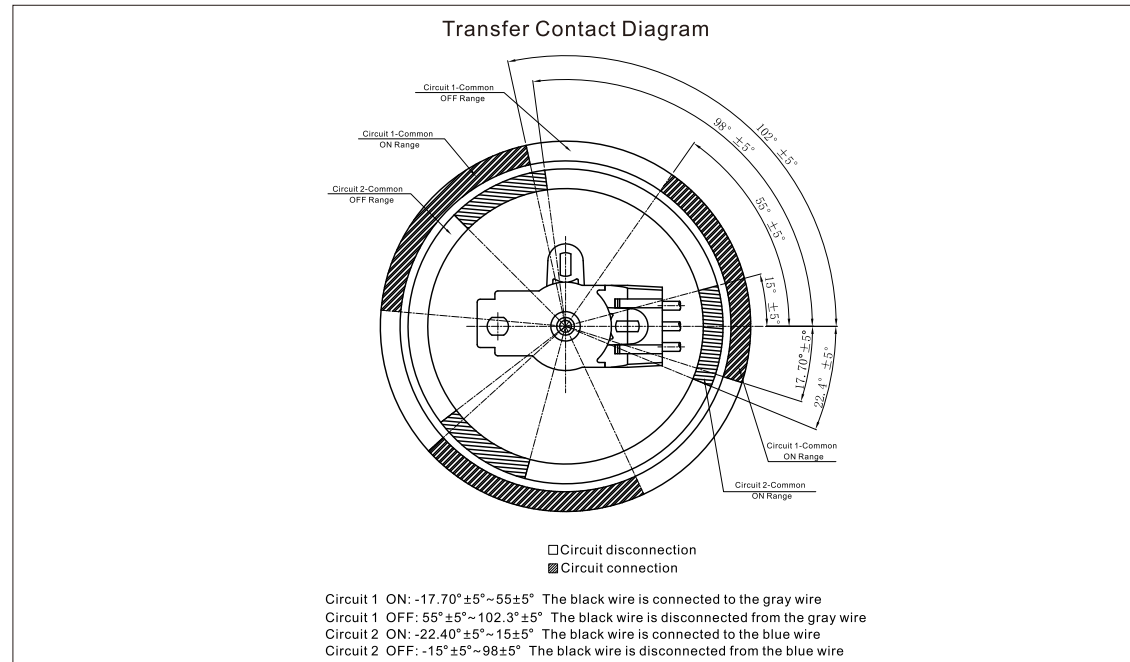 Transfer Contact Diagram
Circuit 1-Common
OFF Range
Circuit 1-Common
ON Range
Circuit 2-Common
OFF Range
102° ±5°
98° ±5°
55° ±5°
15° ±5°
17.70°±5°
22.4° ±5°
Circuit 1-Common
ON Range
Circuit 2-Common
ON Range
Circuit disconnection
Circuit connection
Circuit 1 ON: -17.70°±5°~55±5° The black wire is connected to the gray wire
Circuit 1 OFF: 55°±5°~102.3°±5° The black wire is disconnected from the gray wire
Circuit 2 ON: -22.40°±5°~15±5° The black wire is connected to the blue wire
Circuit 2 OFF: -15°±5°~98±5° The black wire is disconnected from the blue wire